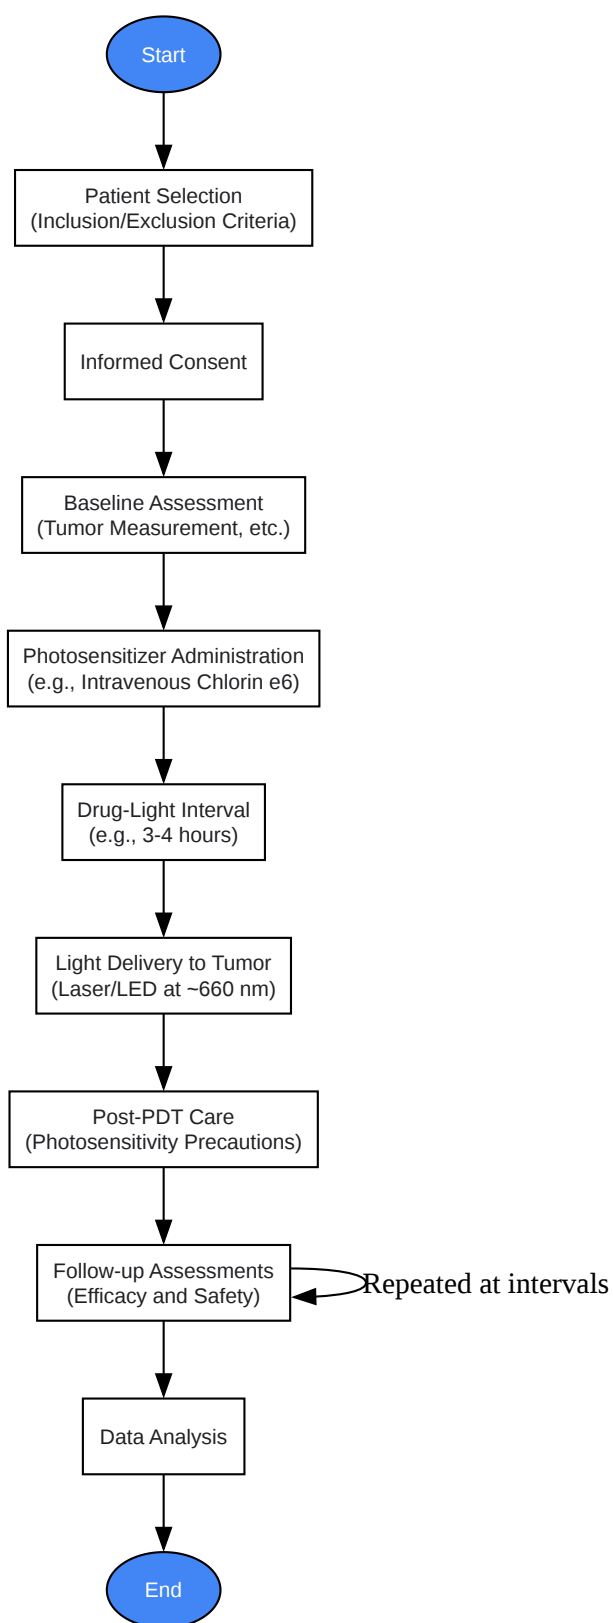 Start
Patient Selection
(Inclusion/Exclusion Criteria)
Informed Consent
Baseline Assessment
(Tumor Measurement, etc.)
Photosensitizer Administration
(e.g., Intravenous Chlorin e6)
Drug-Light Interval
(e.g., 3-4 hours)
Light Delivery to Tumor
(Laser/LED at ~660 nm)
Post-PDT Care
(Photosensitivity Precautions)
Follow-up Assessments
(Efficacy and Safety)
Repeated at intervals
Data Analysis
End